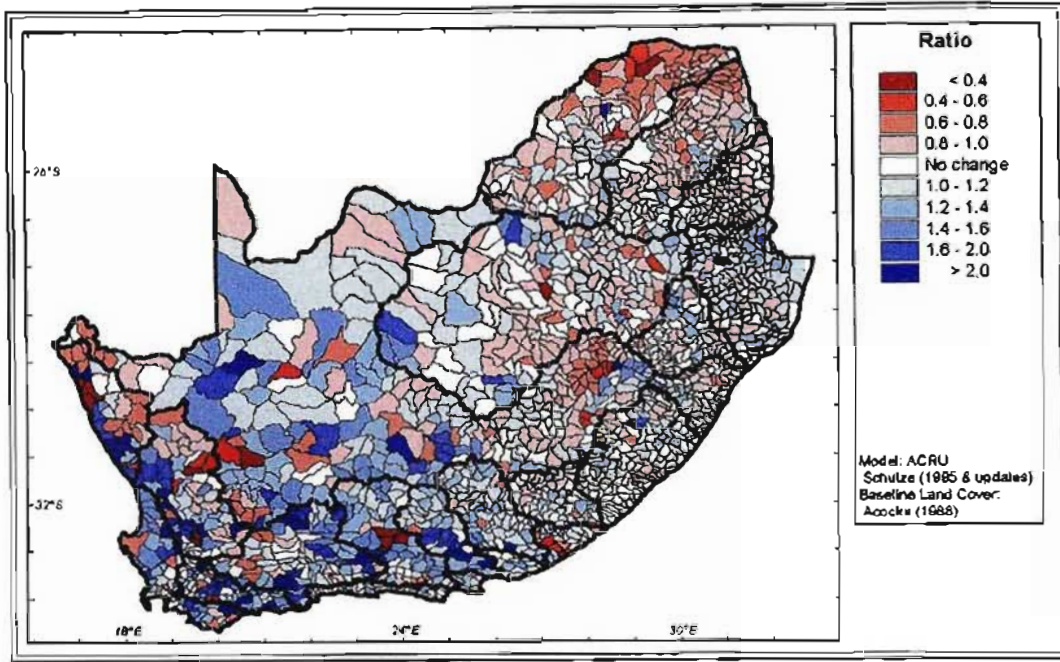 Ratio
< 0.4
0.4 - 0.6
0.6 - 0.8
0.8 - 1.0
No change
1.0 - 1.2
1.2 - 1.4
1.4 - 1.6
1.6 - 2.0
> 2.0
28°S
32°S
18°E
24°E
30°E
Model: ACRU
Schulze (1995 & updates)
Baseline Land Cover:
Acocks (1988)